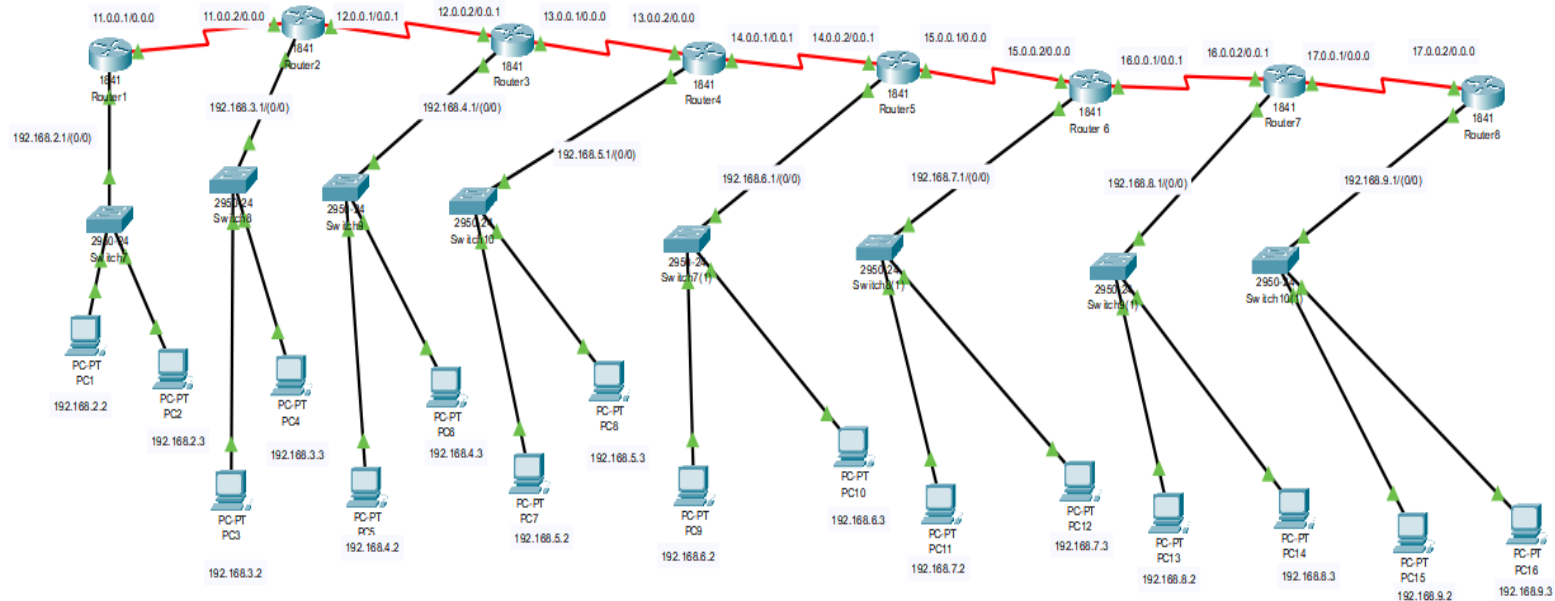 11.0.0.1/0.0.0
11.0.0.2/0.0.0
12.0.0.1/0.0.1
12.0.0.2/0.0.1
13.0.0.1/0.0.0
13.0.0.2/0.0.0
14.0.0.1/0.0.1
14.0.0.2/0.0.1
15.0.0.1/0.0.0
15.0.0.2/0.0.0
16.0.0.1/0.0.1
16.0.0.2/0.0.1
17.0.0.1/0.0.0
17.0.0.2/0.0.0
1841
Router1
1841
Router2
1841
Router3
1841
Router4
1841
Router5
1841
Router 6
1841
Router7
1841
Router8
192.168.2.1/(0/0)
192.168.3.1/(0/0)
192.168.4.1/(0/0)
192.168.5.1/(0/0)
192.168.6.1/(0/0)
192.168.7.1/(0/0)
192.168.8.1/(0/0)
192.168.9.1/(0/0)
2950-24
Switch7
2950-24
Switch8
2950-24
Switch9
2950-24
Switch10
2950-24
Switch7(1)
2950-24
Switch8(1)
2950-24
Switch9(1)
2950-24
Switch10(1)
PC-PT
PC1
192.168.2.2
PC-PT
PC2
192.168.2.3
PC-PT
PC3
192.168.3.2
PC-PT
PC4
192.168.3.3
PC-PT
PC5
192.168.4.2
PC-PT
PC6
192.168.4.3
PC-PT
PC7
192.168.5.2
PC-PT
PC8
192.168.5.3
PC-PT
PC9
192.168.6.2
PC-PT
PC10
192.168.6.3
PC-PT
PC11
192.168.7.2
PC-PT
PC12
192.168.7.3
PC-PT
PC13
192.168.8.2
PC-PT
PC14
192.168.8.3
PC-PT
PC15
192.168.9.2
PC-PT
PC16
192.168.9.3